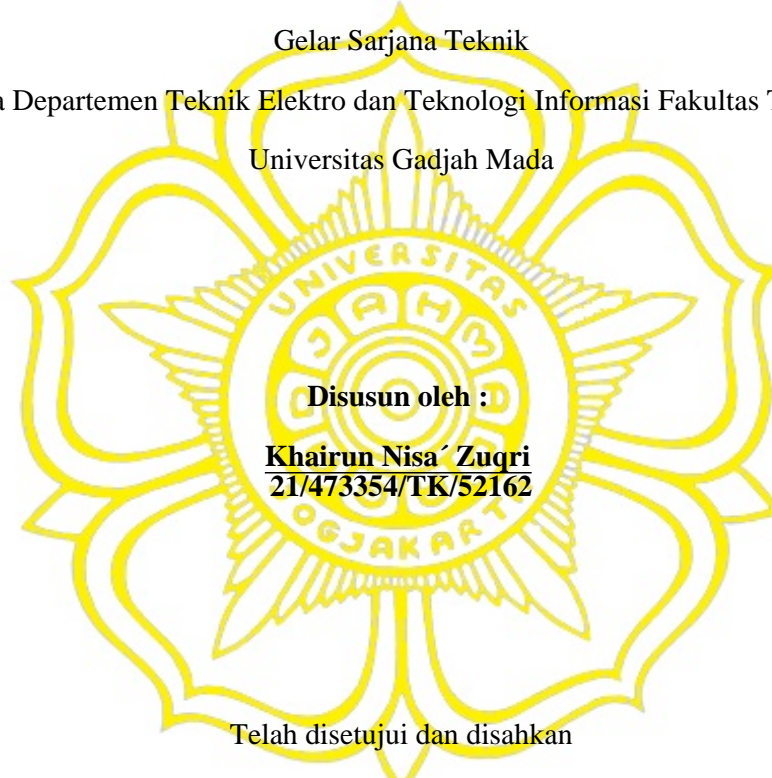 Gelar Sarjana Teknik
Departemen Teknik Elektro dan Teknologi Informasi Fakultas
Universitas Gadjah Mada
UNIVERSITAS
Disusun oleh :
Khairun Nisa´ Zuqri
21/473354/TK/52162
Telah disetujui dan disahkan